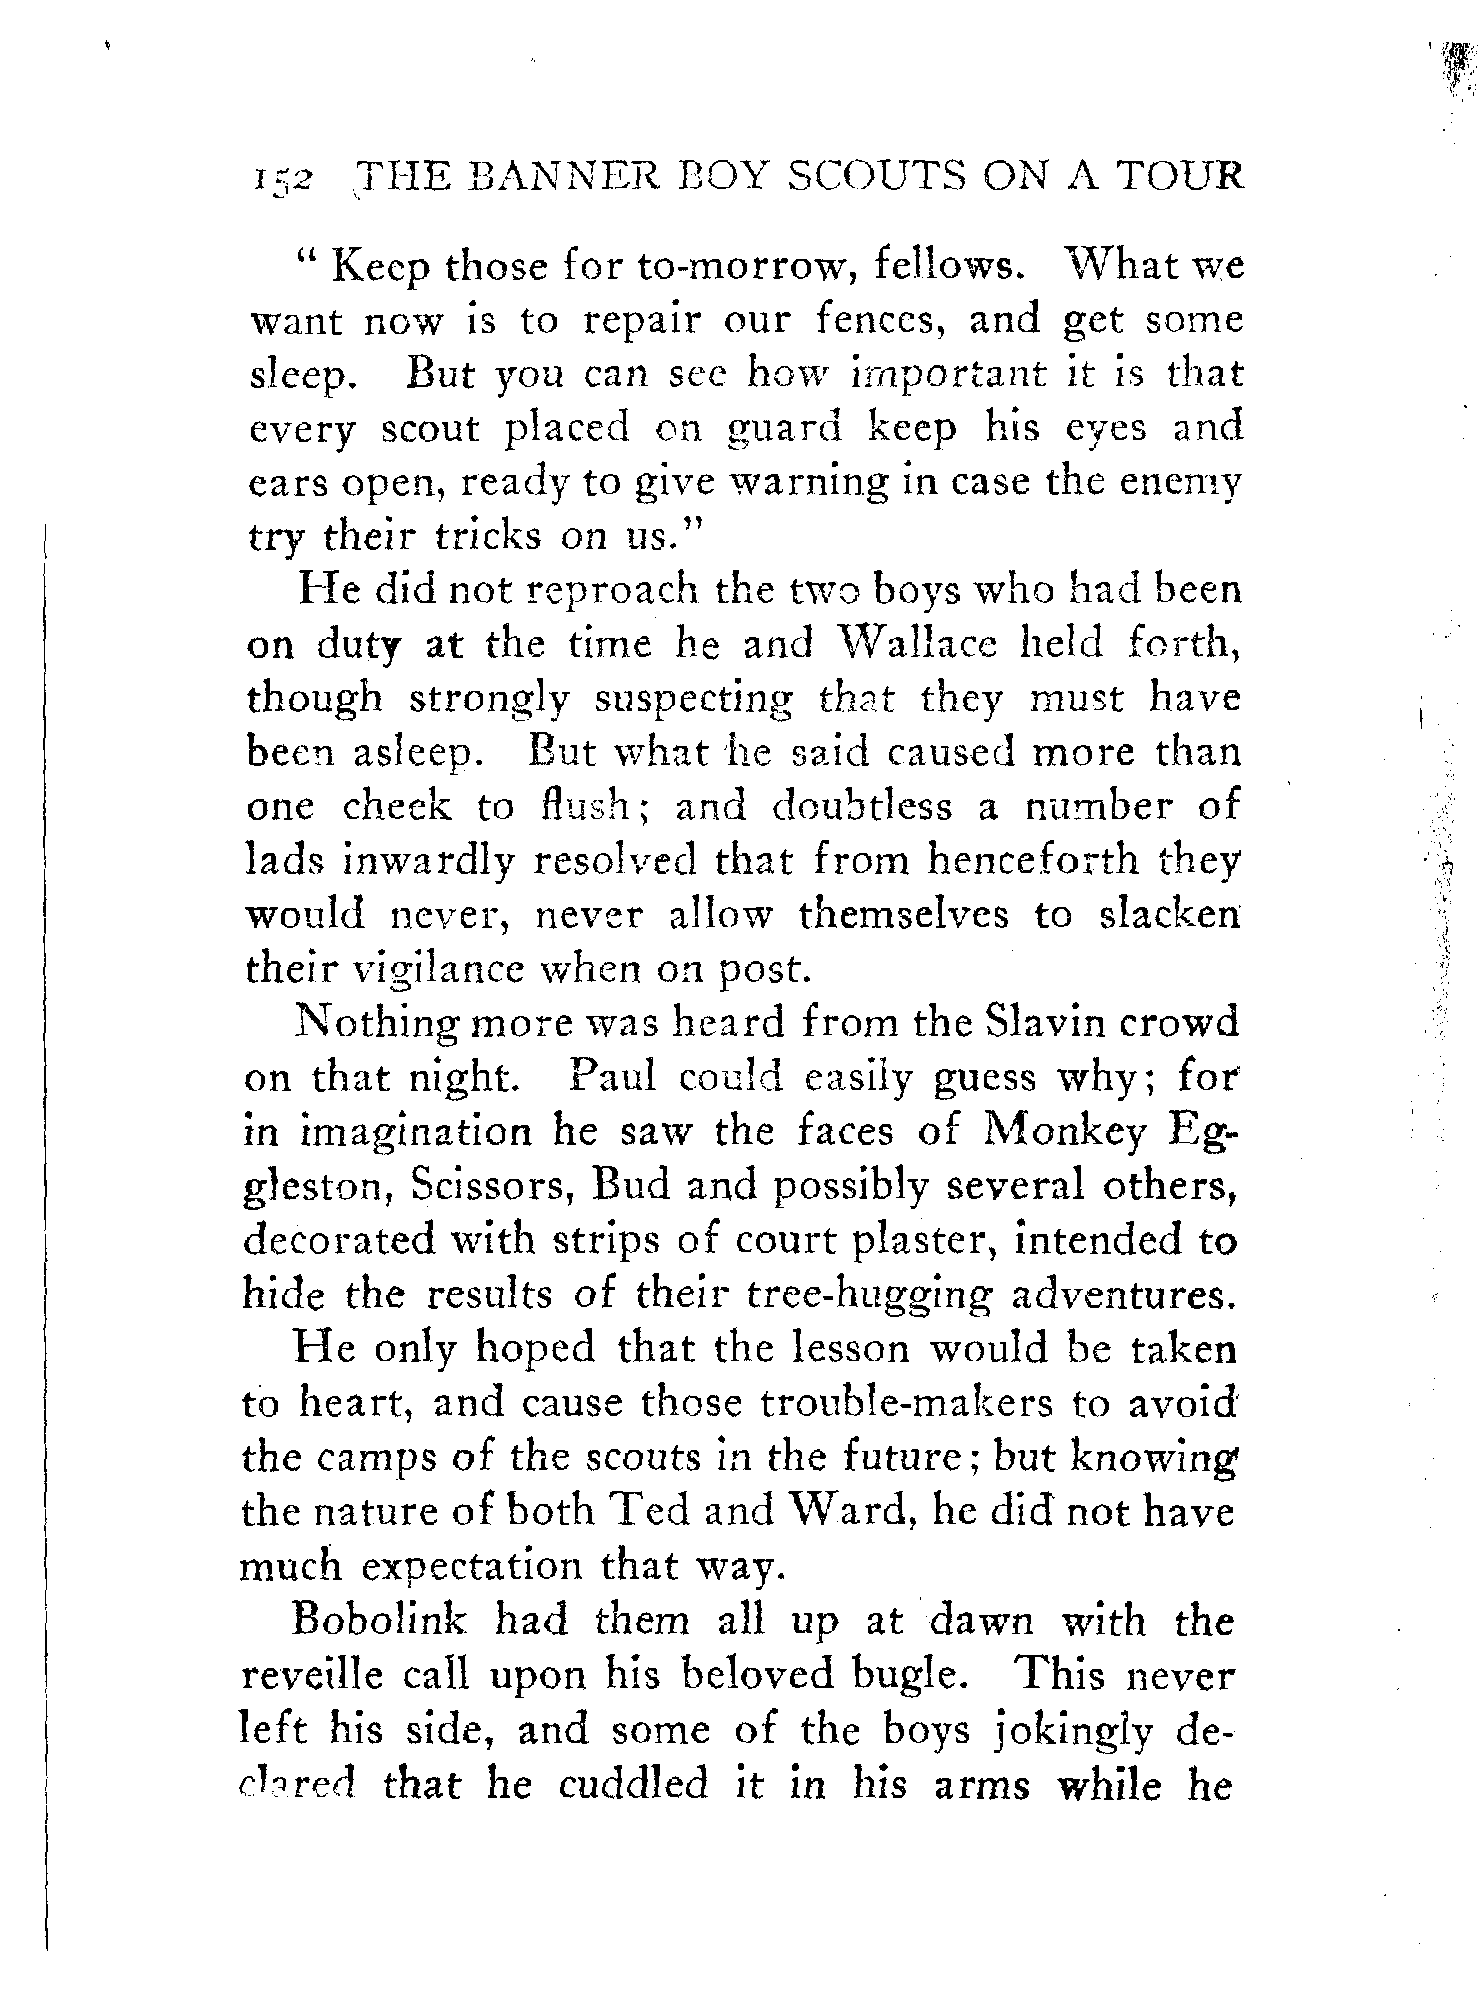 152 THE BANNER BOY SCOUTS ON A TOUR
" Keep those for to-morrow, fellows. What we
want now is to repair our fences, and get some
sleep. But you can see how important it is that
every scout placed on guard keep his eyes and
ears open, ready to give warning in case the enemy
try their tricks on us."
He did not reproach the two boys who had been
on duty at the time he and Wallace held forth,
though strongly suspecting that they must have
been asleep. But what he said caused more than
one cheek to flush; and doubtless a number of
lads inwardly resolved that from henceforth they
would never, never allow themselves to slacken
their vigilance when on post.
Nothing more was heard from the Slavin crowd
on that night. Paul could easily guess why; for
in imagination he saw the faces of Monkey Eg-
gleston, Scissors, Bud and possibly several others,
decorated with strips of court plaster, intended to
hide the results of their tree-hugging adventures.
He only hoped that the lesson would be taken
to heart, and cause those trouble-makers to avoid
the camps of the scouts in the future; but knowing
the nature of both Ted and Ward, he did not have
much expectation that way.
Bobolink had them all up at dawn with the
reveille call upon his beloved bugle. This never
left his side, and some of the boys jokingly de-
clared that he cuddled it in his arms while he